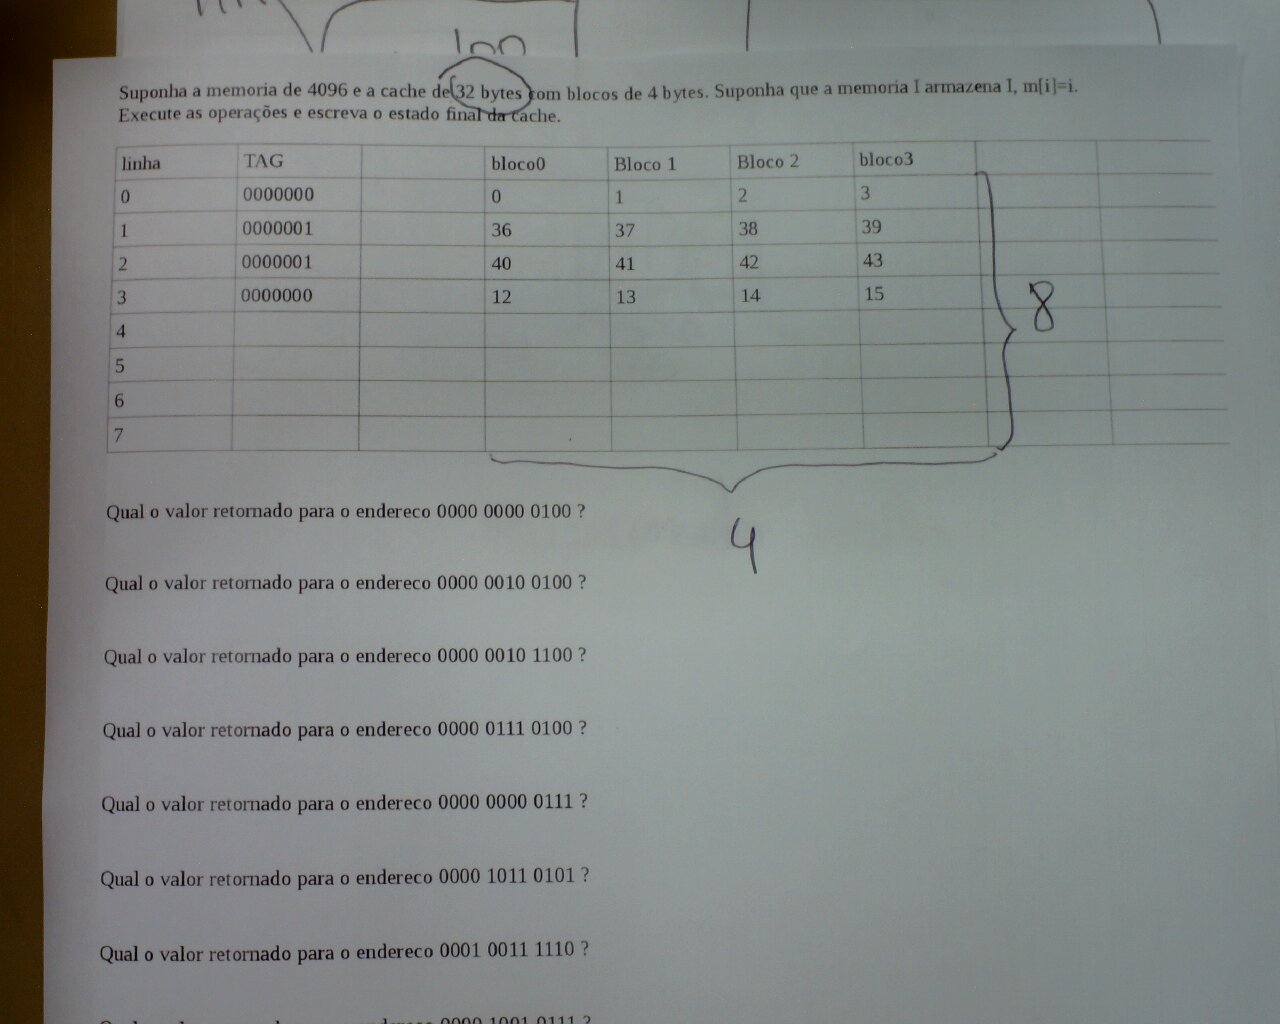 100
Suponha a memoria de 4096 e a cache de 32 bytes com blocos de 4 bytes. Suponha que a memoria I armazena I, m[i]=i.
Execute as operações e escreva o estado final da cache.
linha TAG bloco0 Bloco 1 Bloco 2 bloco3
0 0000000 0 1 2 3
1 0000001 36 37 38 39
2 0000001 40 41 42 43
3 0000000 12 13 14 15
4
5
6
7
8
4
Qual o valor retornado para o endereco 0000 0000 0100 ?
Qual o valor retornado para o endereco 0000 0010 0100 ?
Qual o valor retornado para o endereco 0000 0010 1100 ?
Qual o valor retornado para o endereco 0000 0111 0100 ?
Qual o valor retornado para o endereco 0000 0000 0111 ?
Qual o valor retornado para o endereco 0000 1011 0101 ?
Qual o valor retornado para o endereco 0001 0011 1110 ?
0000 1001 0111 ?